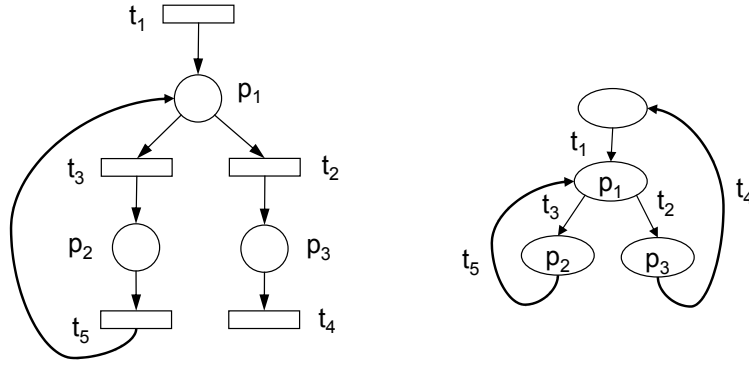 t₁
p₁
t₃
t₂
p₂
p₃
t₅
t₄
t₁
t₄
p₁
t₃
t₂
t₅
p₂
p₃